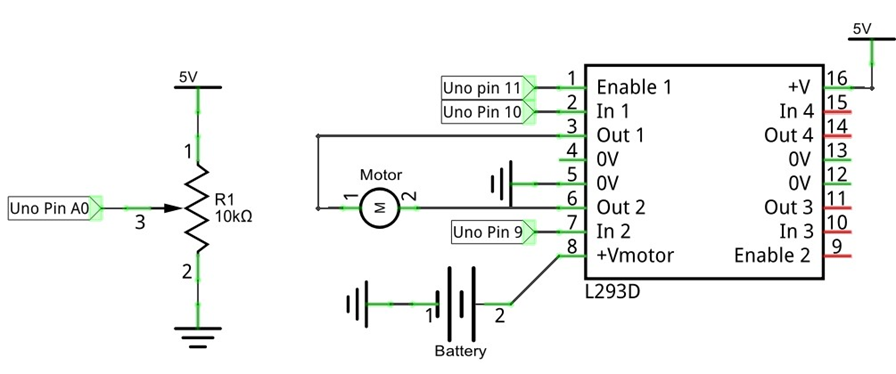 5V
1
Uno Pin A0
3
R1
10kΩ
2
5V
Uno pin 11
1
Enable 1
+V
16
Uno Pin 10
2
In 1
In 4
15
3
Out 1
Out 4
14
4
0V
0V
13
5
0V
0V
12
Motor
1
M
2
6
Out 2
Out 3
11
Uno Pin 9
7
In 2
In 3
10
8
+Vmotor
Enable 2
9
L293D
1
2
Battery